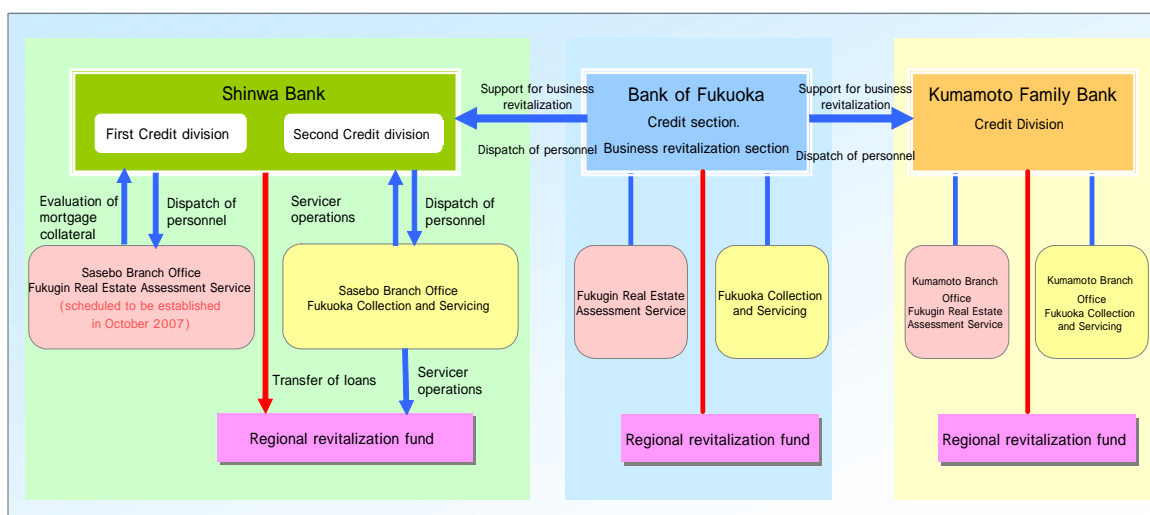 Shinwa Bank
First Credit division
Second Credit division
Support for business
revitalization
Dispatch of personnel
Bank of Fukuoka
Credit section.
Business revitalization section
Support for business
revitalization
Dispatch of personnel
Kumamoto Family Bank
Credit Division
Evaluation of
mortgage
collateral
Dispatch of
personnel
Servicer
operations
Dispatch of
personnel
Sasebo Branch Office
Fukugin Real Estate Assessment Service
(scheduled to be established
in October 2007)
Sasebo Branch Office
Fukuoka Collection and Servicing
Fukugin Real Estate
Assessment Service
Fukuoka Collection
and Servicing
Kumamoto Branch
Office
Fukugin Real Estate
Assessment Service
Kumamoto Branch
Office
Fukuoka Collection
and Servicing
Transfer of loans
Servicer
operations
Regional revitalization fund
Regional revitalization fund
Regional revitalization fund